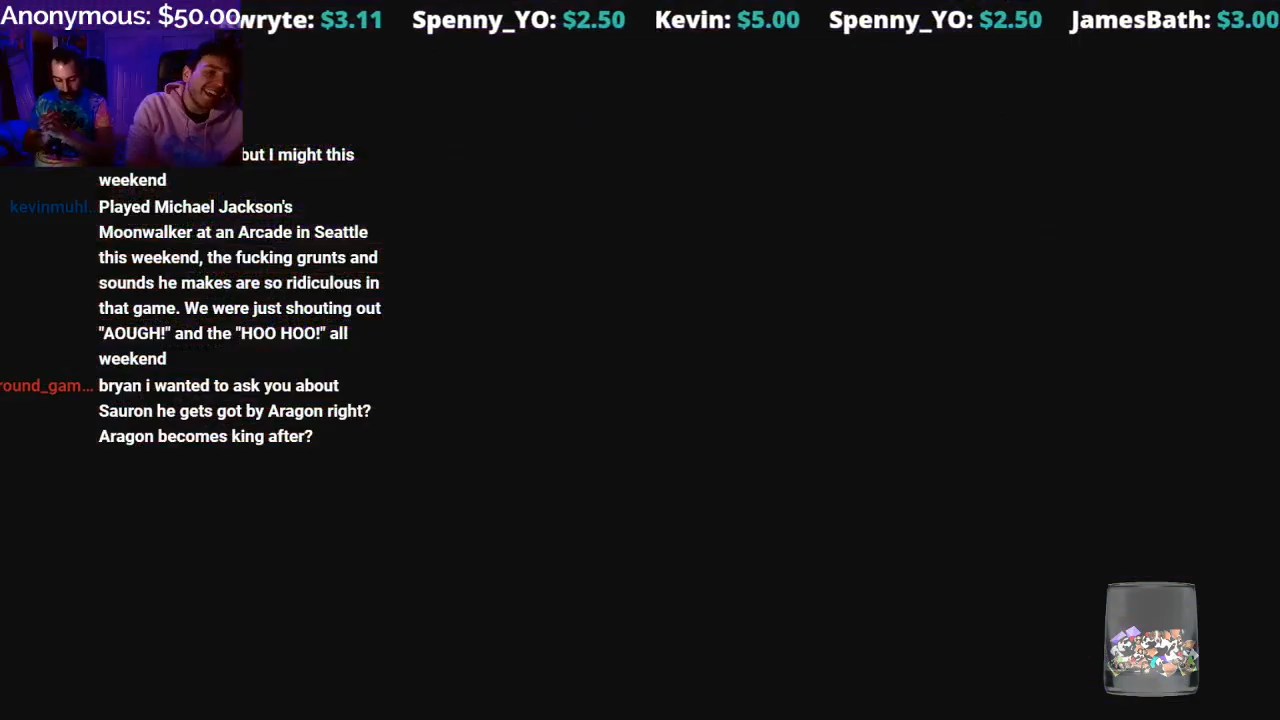 Anonymous: $50.00
wryte: $3.11 Spenny_YO: $2.50 Kevin: $5.00 Spenny_YO: $2.50 JamesBath: $3.00
but I might this
weekend
kevinmuhl.. Played Michael Jackson's
Moonwalker at an Arcade in Seattle
this weekend, the fucking grunts and
sounds he makes are so ridiculous in
that game. We were just shouting out
"AOUGH!" and the "HOO HOO!" all
weekend
round_gam... bryan i wanted to ask you about
Sauron he gets got by Aragon right?
Aragon becomes king after?